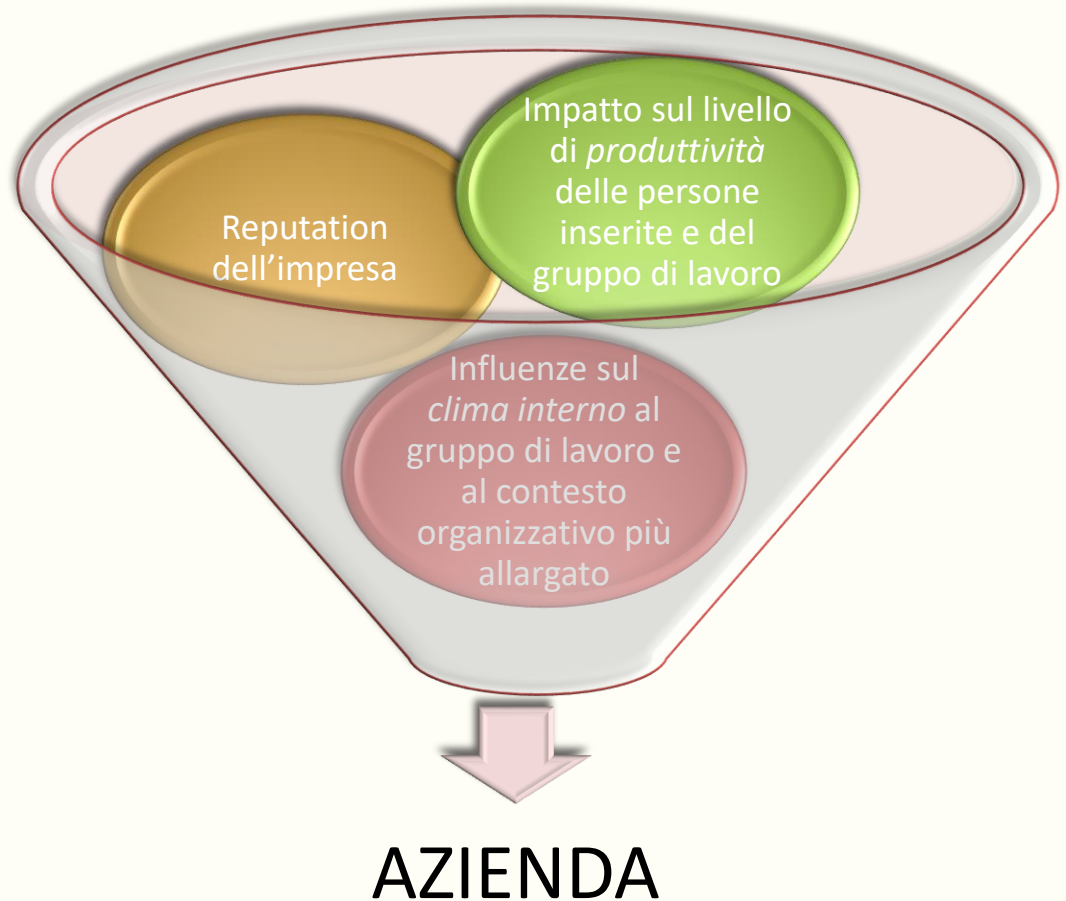 Impatto sul livello
di produttività
delle persone
inserite e del
gruppo di lavoro
Reputation
dell’impresa
Influenze sul
clima interno al
gruppo di lavoro e
al contesto
organizzativo più
allargato
AZIENDA